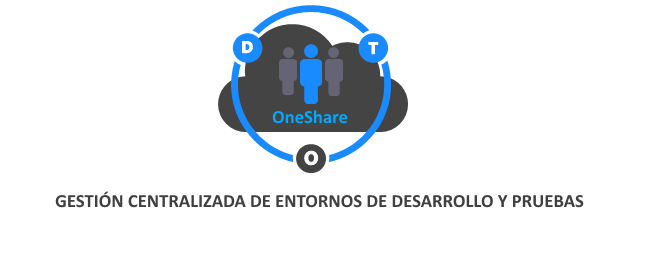 D
T
OneShare
O
GESTIÓN CENTRALIZADA DE ENTORNOS DE DESARROLLO Y PRUEBAS